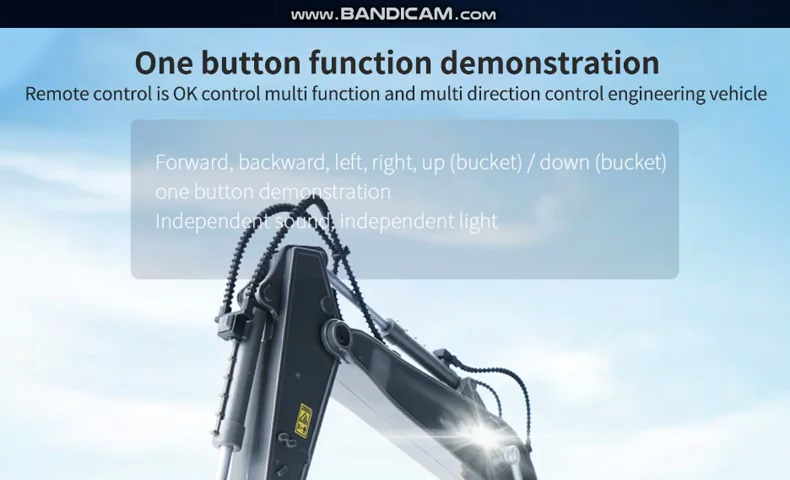 www.BANDICAM.com
One button function demonstration
Remote control is OK control multi function and multi direction control engineering vehicle
Forward, backward, left, right, up (bucket) / down (bucket)
one button demonstration
Independent sound, independent light